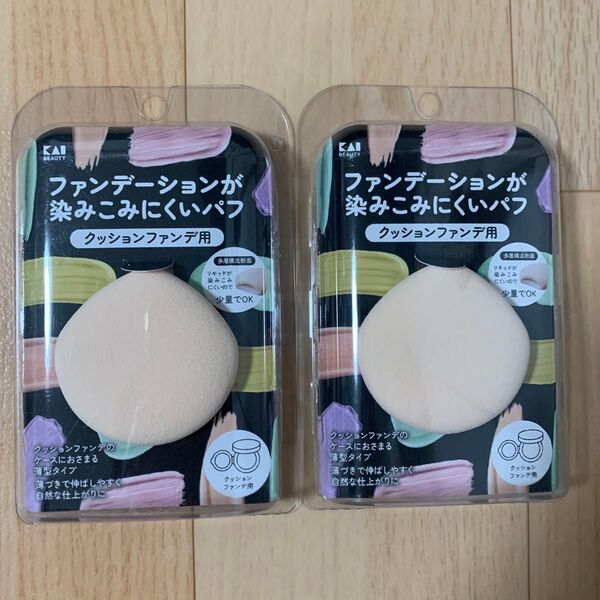 KAI
BEAUTY
ファンデーションが
染みこみにくいパフ
クッションファンデ用
多層構造断面
リキッドが
染みこみ
にくいので
少量でOK
クッションファンデの
ケースにおさまる
薄型タイプ
薄づきで伸ばしやすく
自然な仕上がりに
クッション
ファンデ用
KAI
BEAUTY
ファンデーションが
染みこみにくいパフ
クッションファンデ用
多層構造断面
リキッドが
染みこみ
にくいので
少量でOK
クッションファンデの
ケースにおさまる
薄型タイプ
薄づきで伸ばしやすく
自然な仕上がりに
クッション
ファンデ用